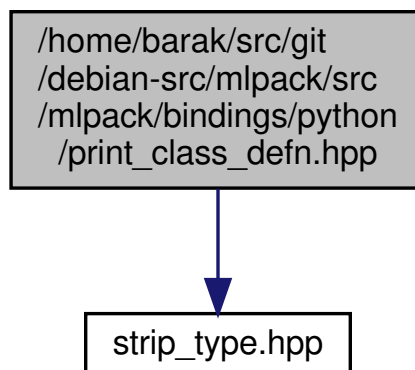 /home/barak/src/git
/debian-src/mlpack/src
/mlpack/bindings/python
/print_class_defn.hpp
strip_type.hpp